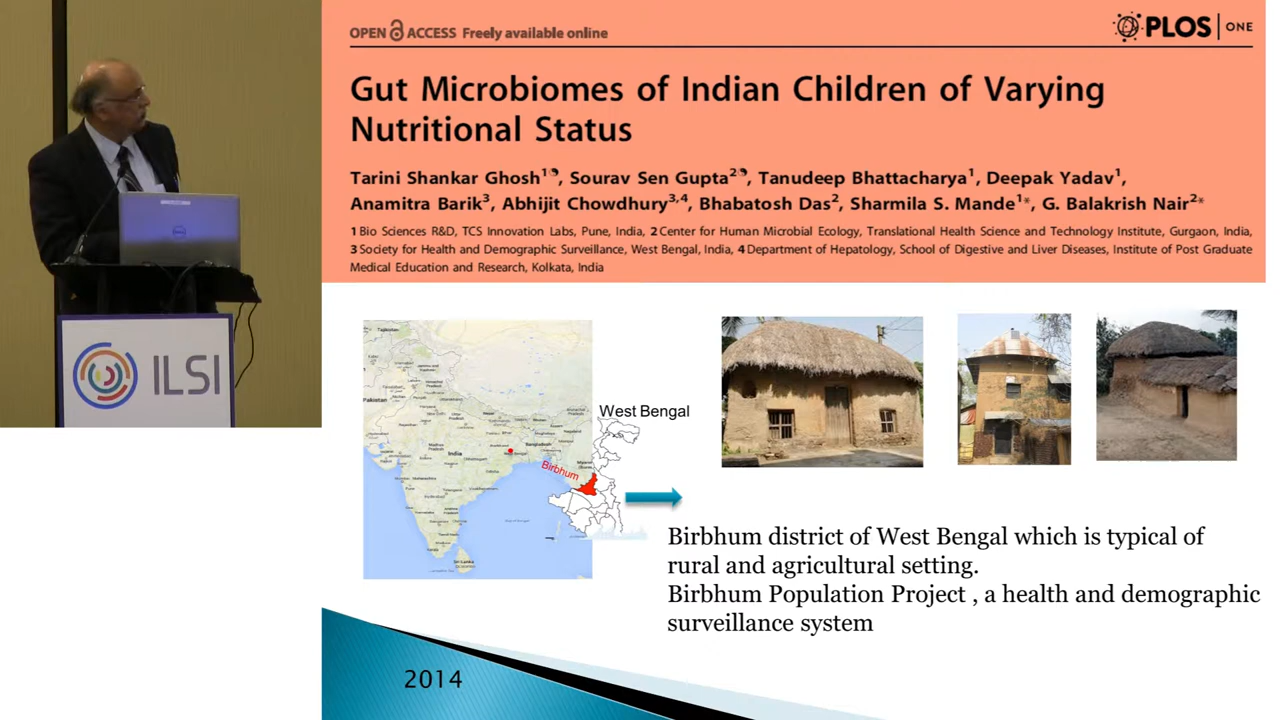 OPEN ACCESS Freely available online
PLOS ONE
Gut Microbiomes of Indian Children of Varying
Nutritional Status
Tarini Shankar Ghosh1, Sourav Sen Gupta2, Tanudeep Bhattacharya1, Deepak Yadav1,
Anamitra Barik3, Abhijit Chowdhury3,4, Bhabatosh Das2, Sharmila S. Mande1*, G. Balakrish Nair2*
1 Bio Sciences R&D, TCS Innovation Labs, Pune, India, 2 Center for Human Microbial Ecology, Translational Health Science and Technology Institute, Gurgaon, India,
3 Society for Health and Demographic Surveillance, West Bengal, India, 4 Department of Hepatology, School of Digestive and Liver Diseases, Institute of Post Graduate
Medical Education and Research, Kolkata, India
ILSI
DELL
Pakistan
India
Sri Lanka
West Bengal
Birbhum
Birbhum district of West Bengal which is typical of
rural and agricultural setting.
Birbhum Population Project , a health and demographic
surveillance system
2014